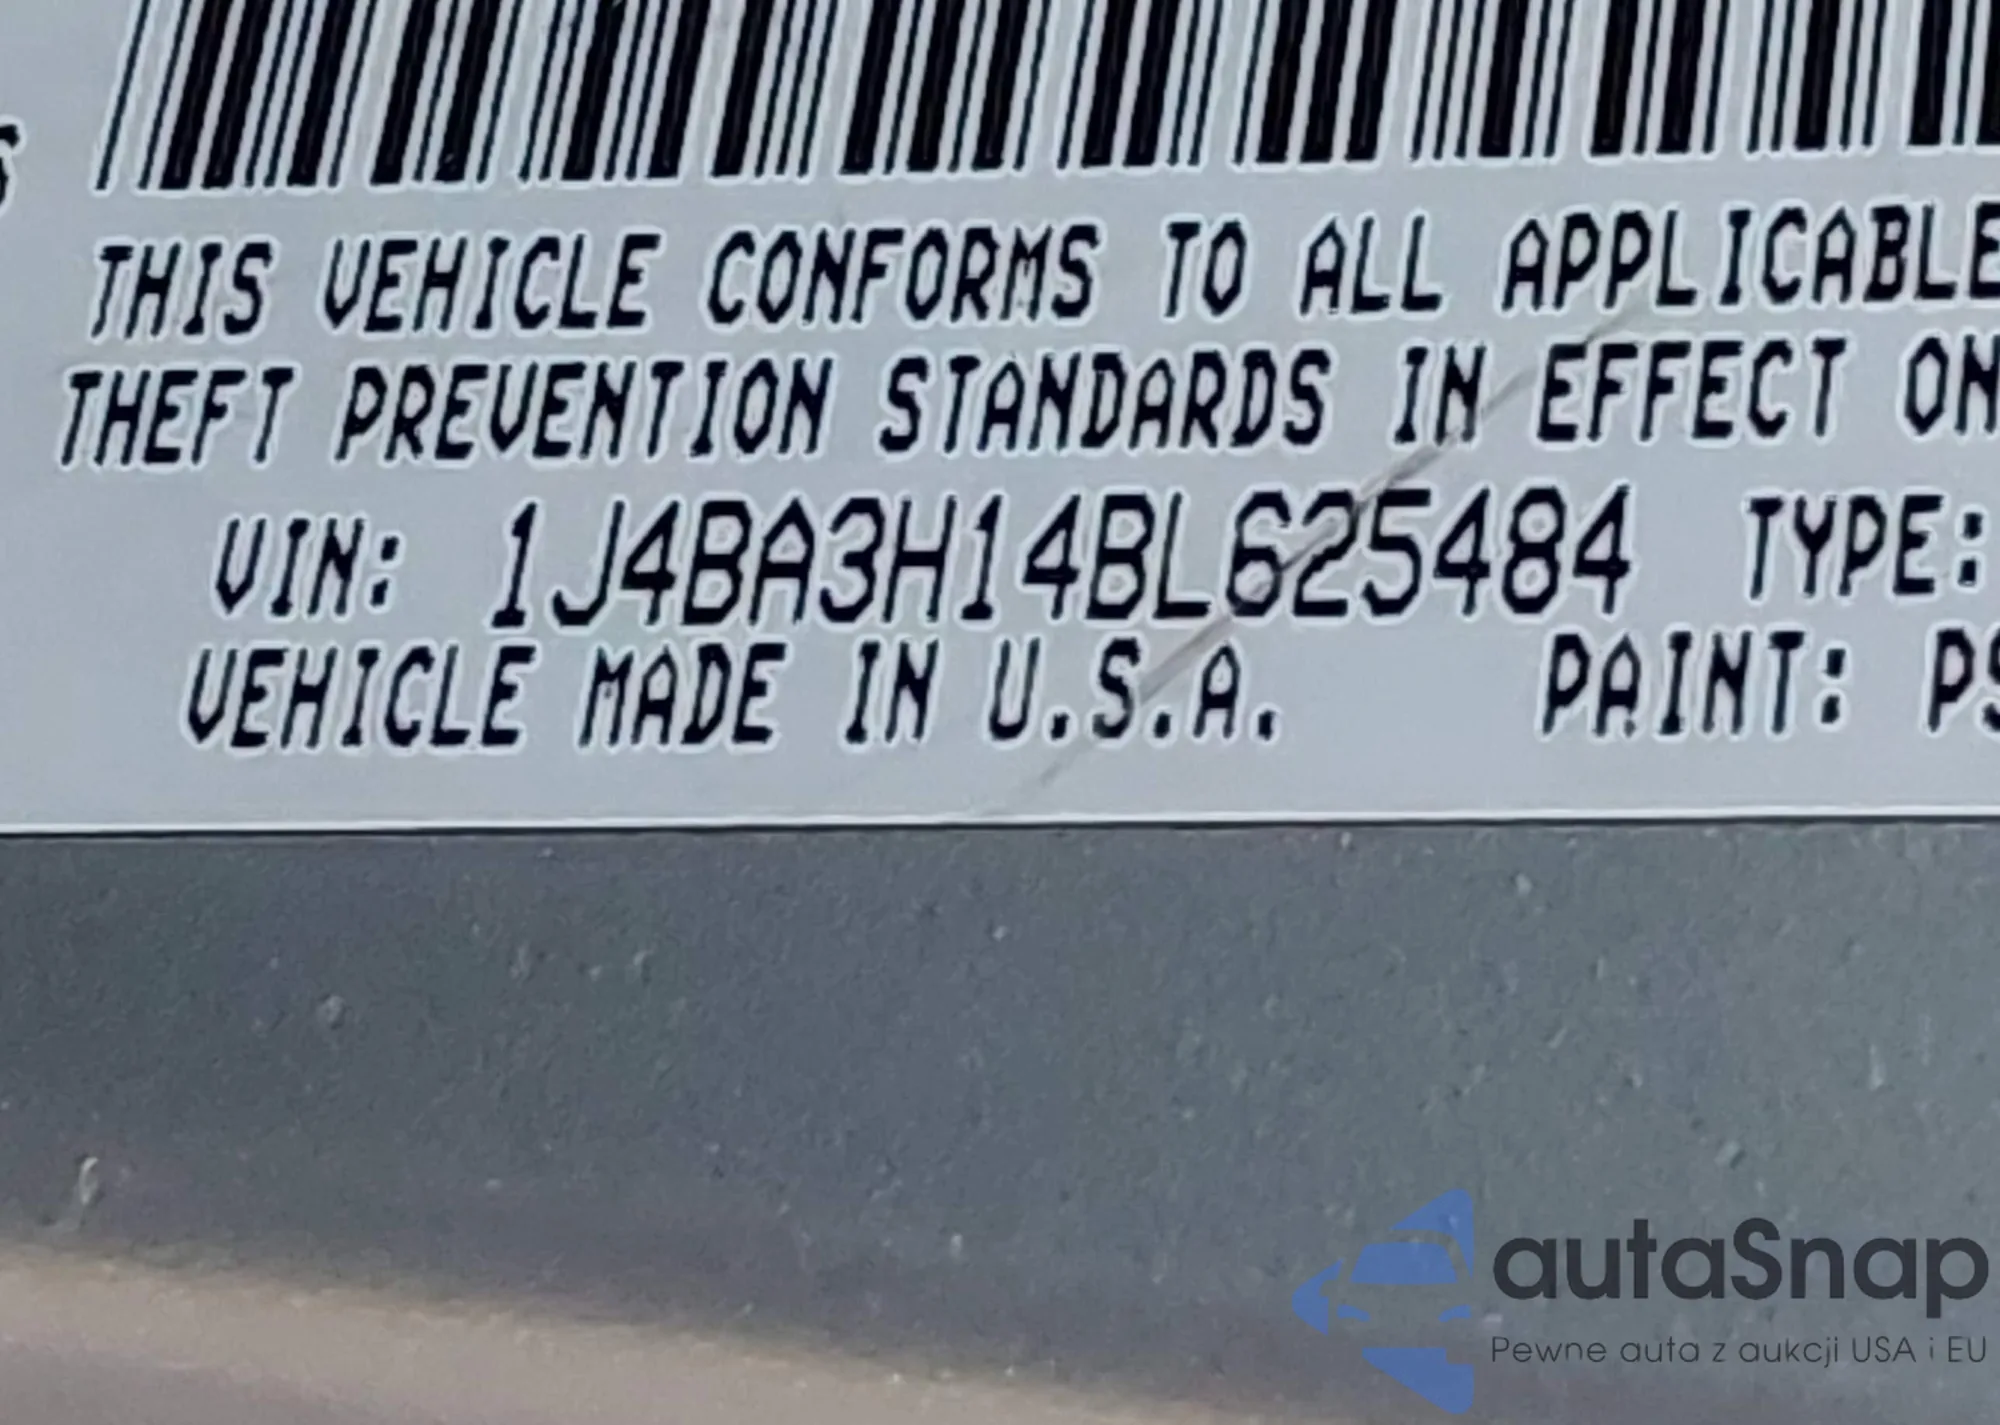 THIS VEHICLE CONFORMS TO ALL APPLICABLE
THEFT PREVENTION STANDARDS IN EFFECT ON
VIN: 1J4BA3H14BL625484 TYPE:
VEHICLE MADE IN U.S.A. PAINT: PS
autaSnap
Pewne auta z aukcji USA i EU